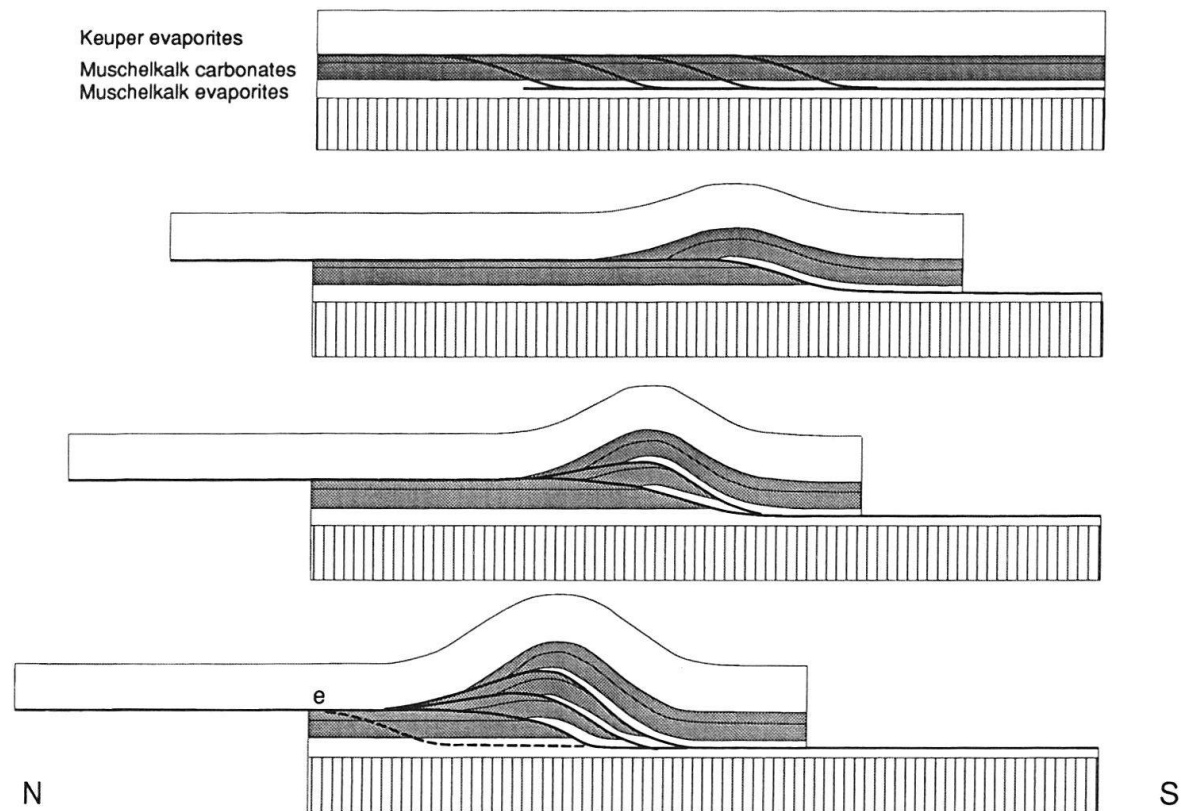 Keuper evaporites
Muschelkalk carbonates
Muschelkalk evaporites
e
N
S